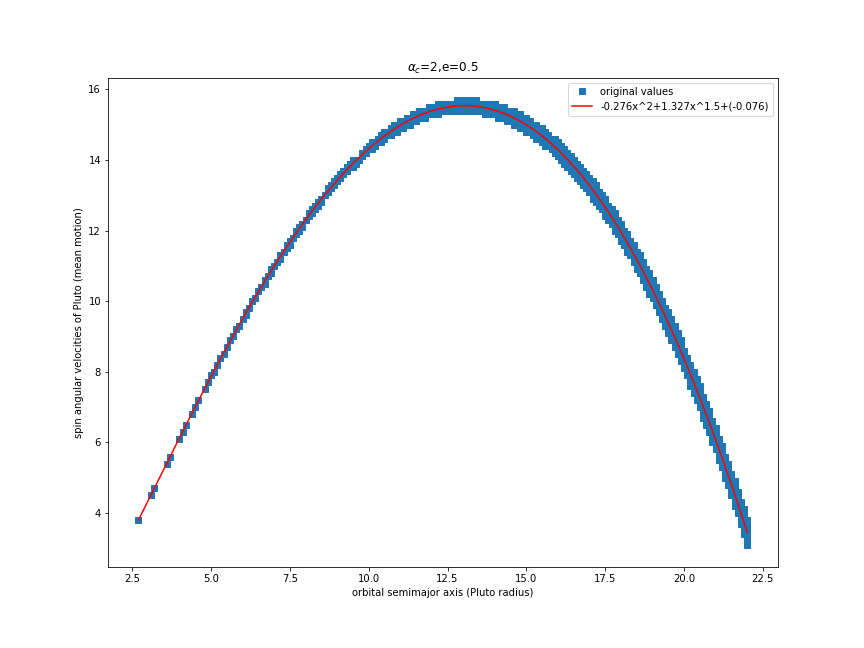 α_c=2,e=0.5
original values
-0.276x^2+1.327x^1.5+(-0.076)
spin angular velocities of Pluto (mean motion)
16
14
12
10
8
6
4
2.5 5.0 7.5 10.0 12.5 15.0 17.5 20.0 22.5
orbital semimajor axis (Pluto radius)